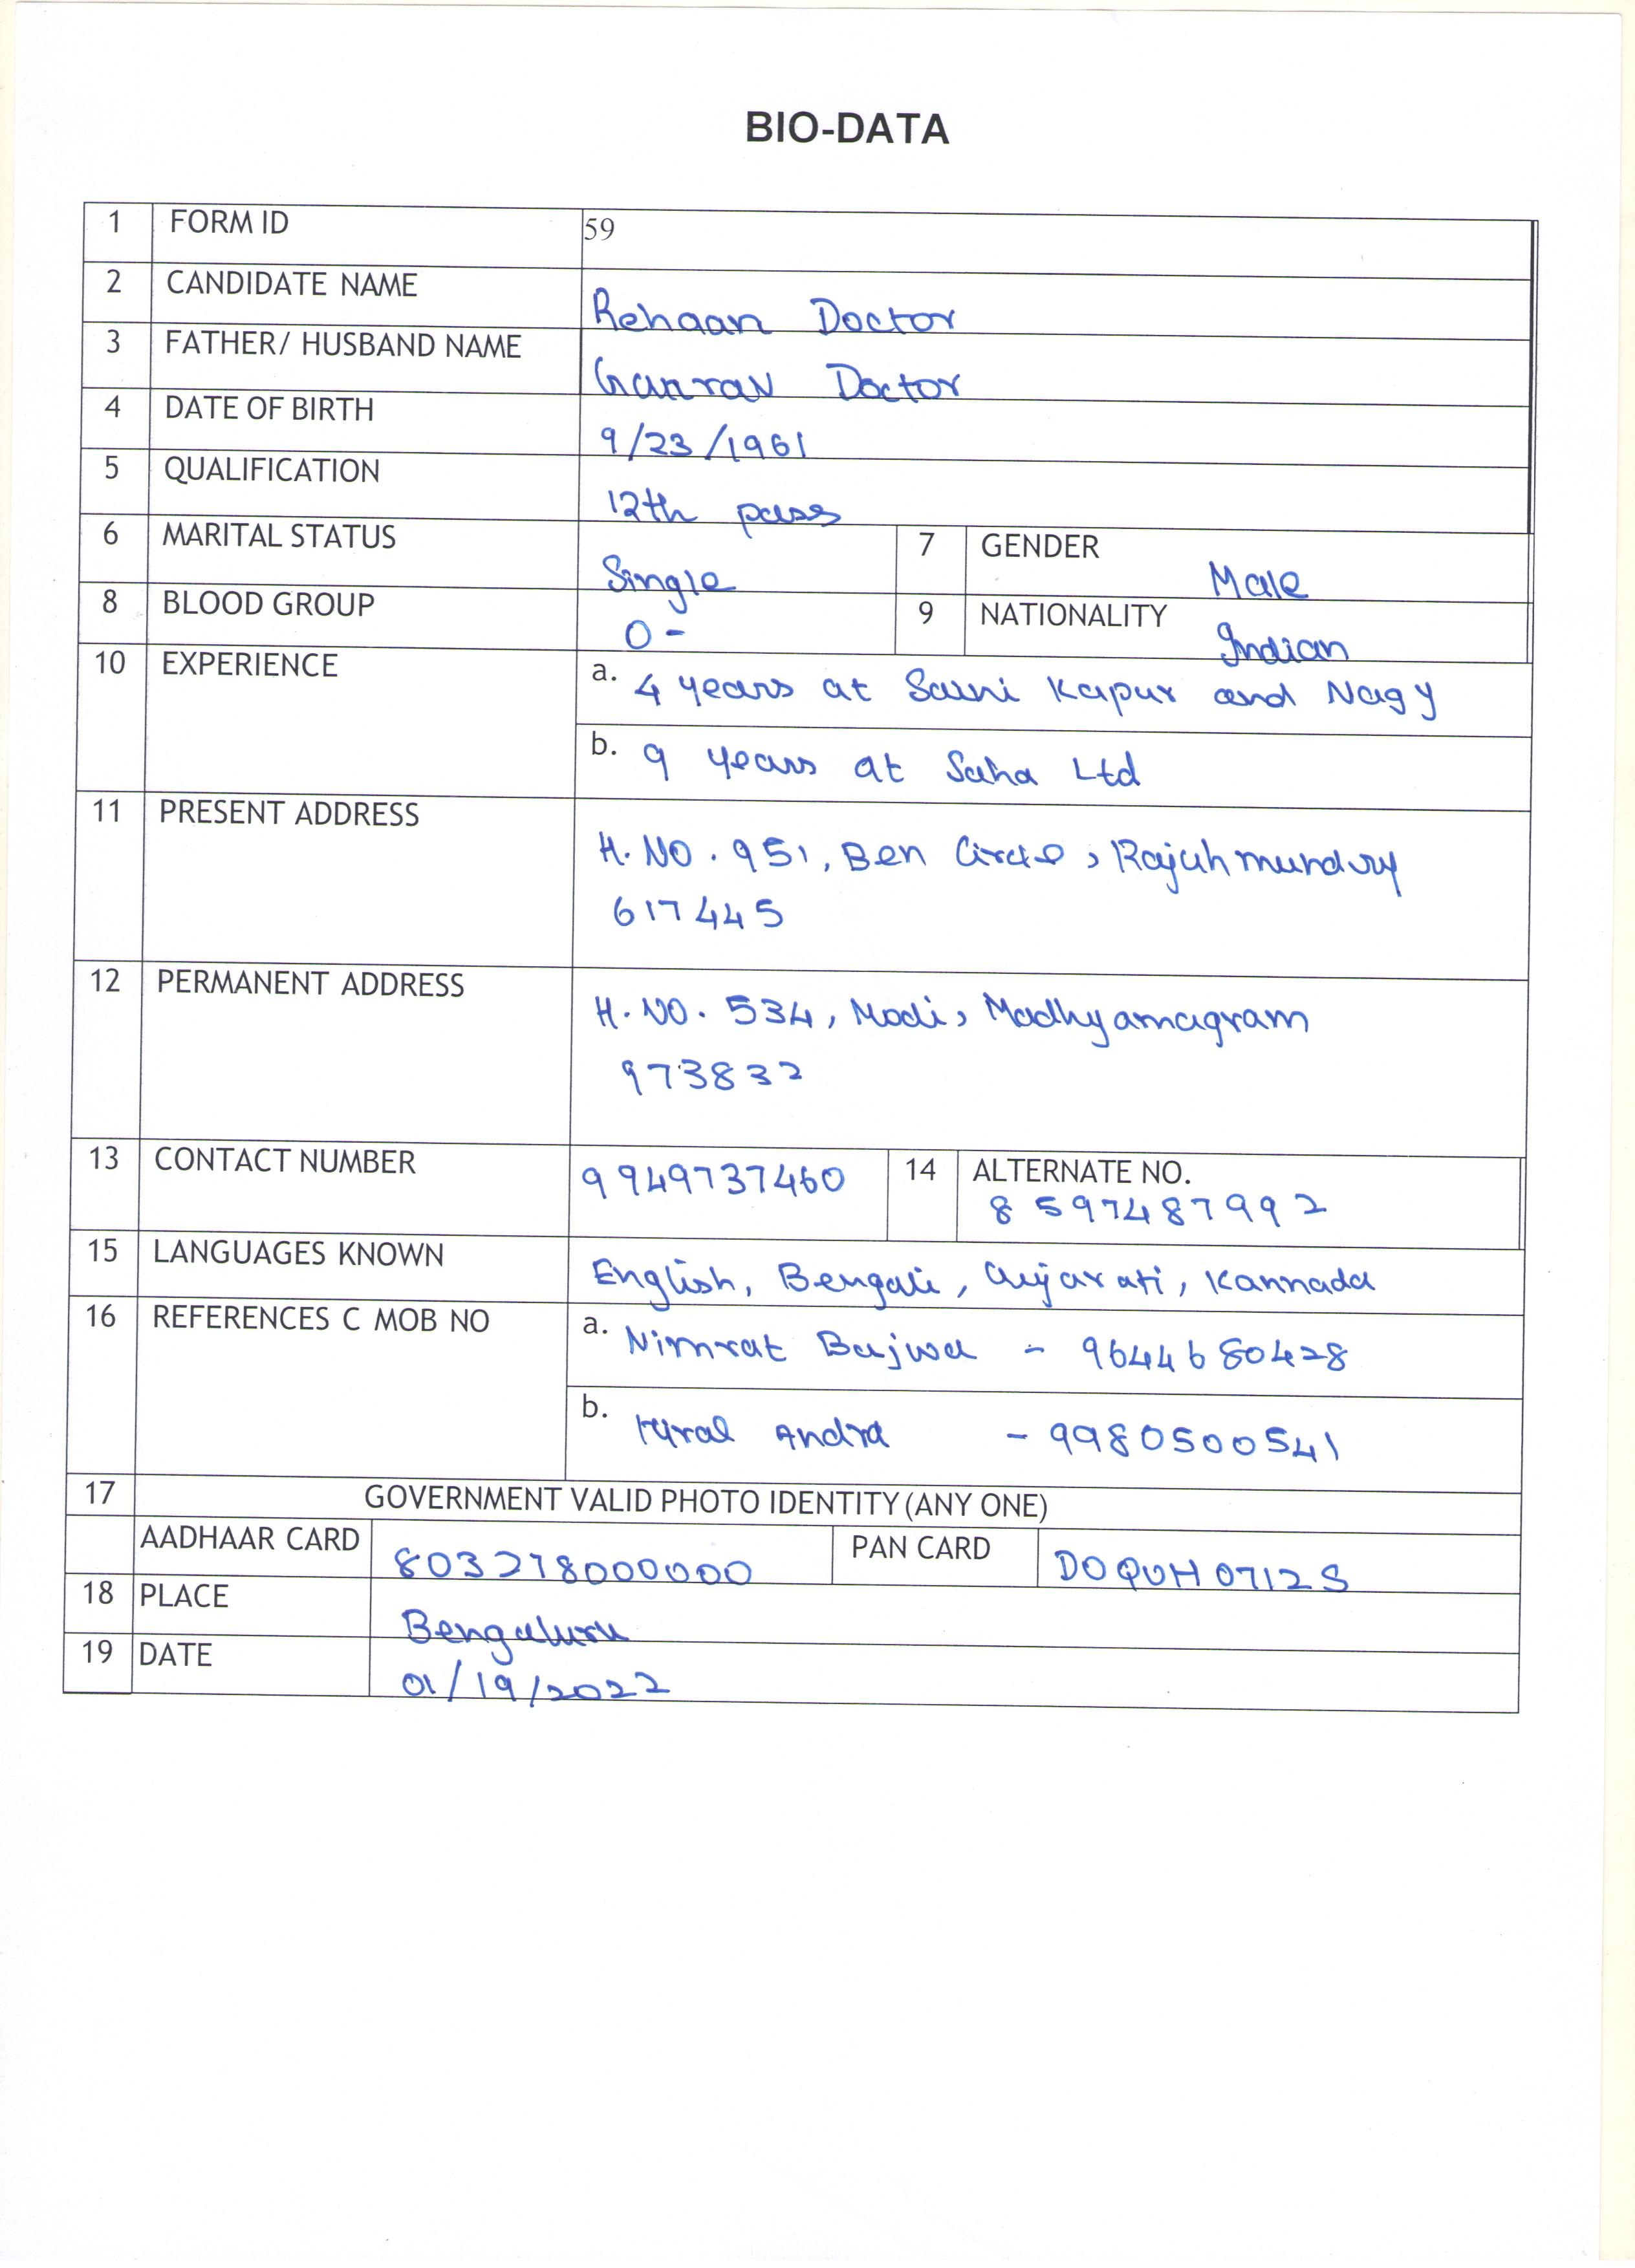 BIO-DATA
1 FORM ID 59
2 CANDIDATE NAME Rehaan Doctor
3 FATHER/ HUSBAND NAME Doctor
4 DATE OF BIRTH 9/23/1961
5 QUALIFICATION 12th pass
6 MARITAL STATUS Single 7 GENDER Male
8 BLOOD GROUP O- 9 NATIONALITY Indian
10 EXPERIENCE a. 4 years at Saini Kapur and Nagy
b. 9 years at Saha Ltd
11 PRESENT ADDRESS H.NO. 951, Ben Circle, Rajahmundry
617445
12 PERMANENT ADDRESS H.NO. 534, Modi, Madhyamagram
973832
13 CONTACT NUMBER 9949737460 14 ALTERNATE NO.
8597487992
15 LANGUAGES KNOWN English, Bengali, Gujarati, Kannada
16 REFERENCES C MOB NO a. Nimrat Bajwa - 9644680428
b. - 9980500541
17 GOVERNMENT VALID PHOTO IDENTITY (ANY ONE)
AADHAAR CARD 803278000000 PAN CARD DOQUH0712S
18 PLACE Bengaluru
19 DATE 01/19/2022